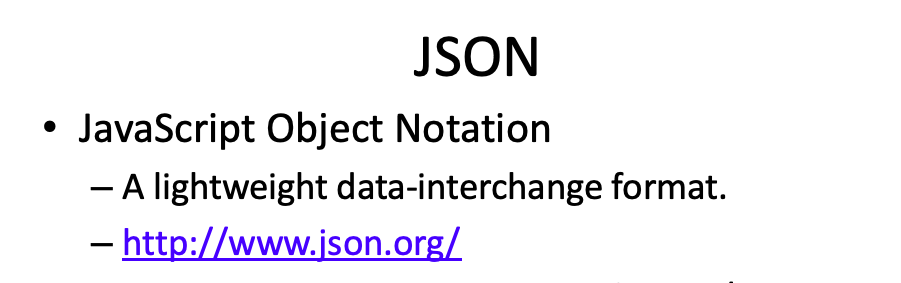 JSON
• JavaScript Object Notation
– A lightweight data-interchange format.
– http://www.json.org/